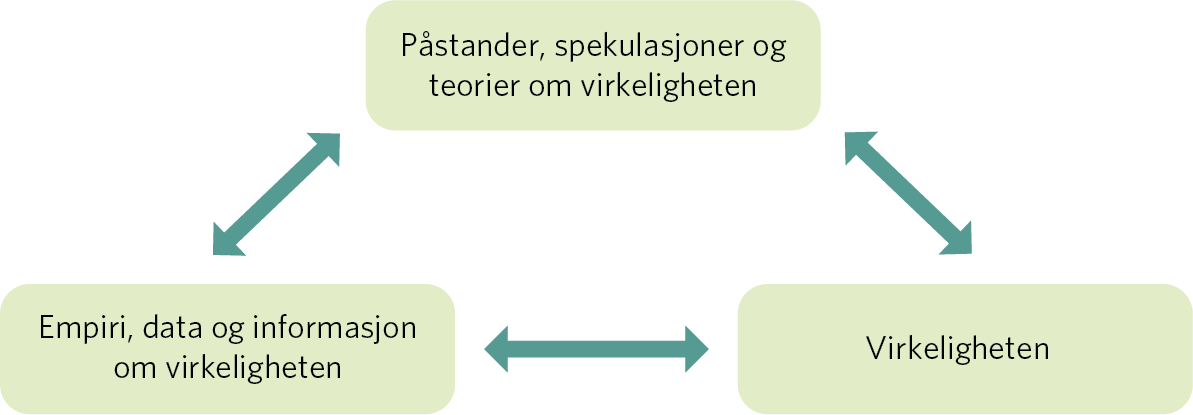 Påstander, spekulasjoner og
teorier om virkeligheten
Empiri, data og informasjon
om virkeligheten
Virkeligheten